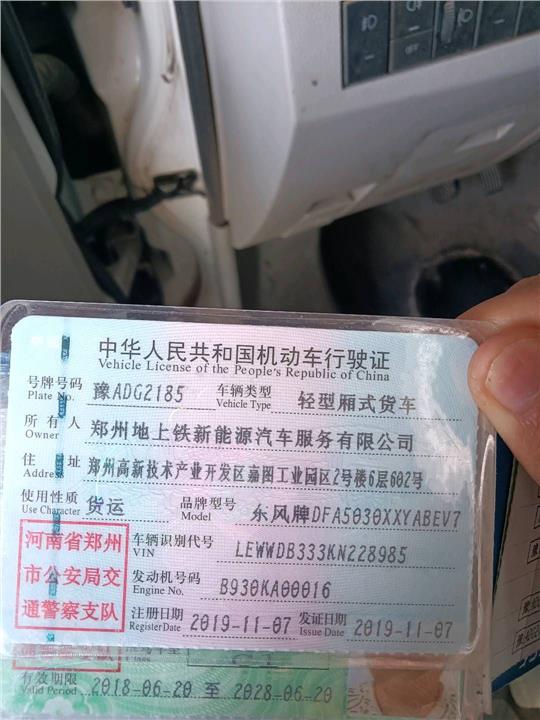 OFF
中华人民共和国机动车行驶证
Vehicle License of the People's Republic of China
号牌号码 豫ADG2185 车辆类型 轻型厢式货车
Plate No. Vehicle Type
所有人 郑州地上铁新能源汽车服务有限公司
Owner
住址 郑州高新技术产业开发区嘉图工业园区2号楼6层602号
Address
使用性质 货运 品牌型号 东风牌DFA5030XXYABEV7
Use Character Model
河南省郑州
市公安局交
通警察支队
车辆识别代号 LEWWDB333KN228985
VIN
发动机号码 B930KA00016
Engine No.
注册日期 2019-11-07 发证日期 2019-11-07
Register Date Issue Date
Class
有效期限 2018-06-20 至 2028-06-20
Valid Period